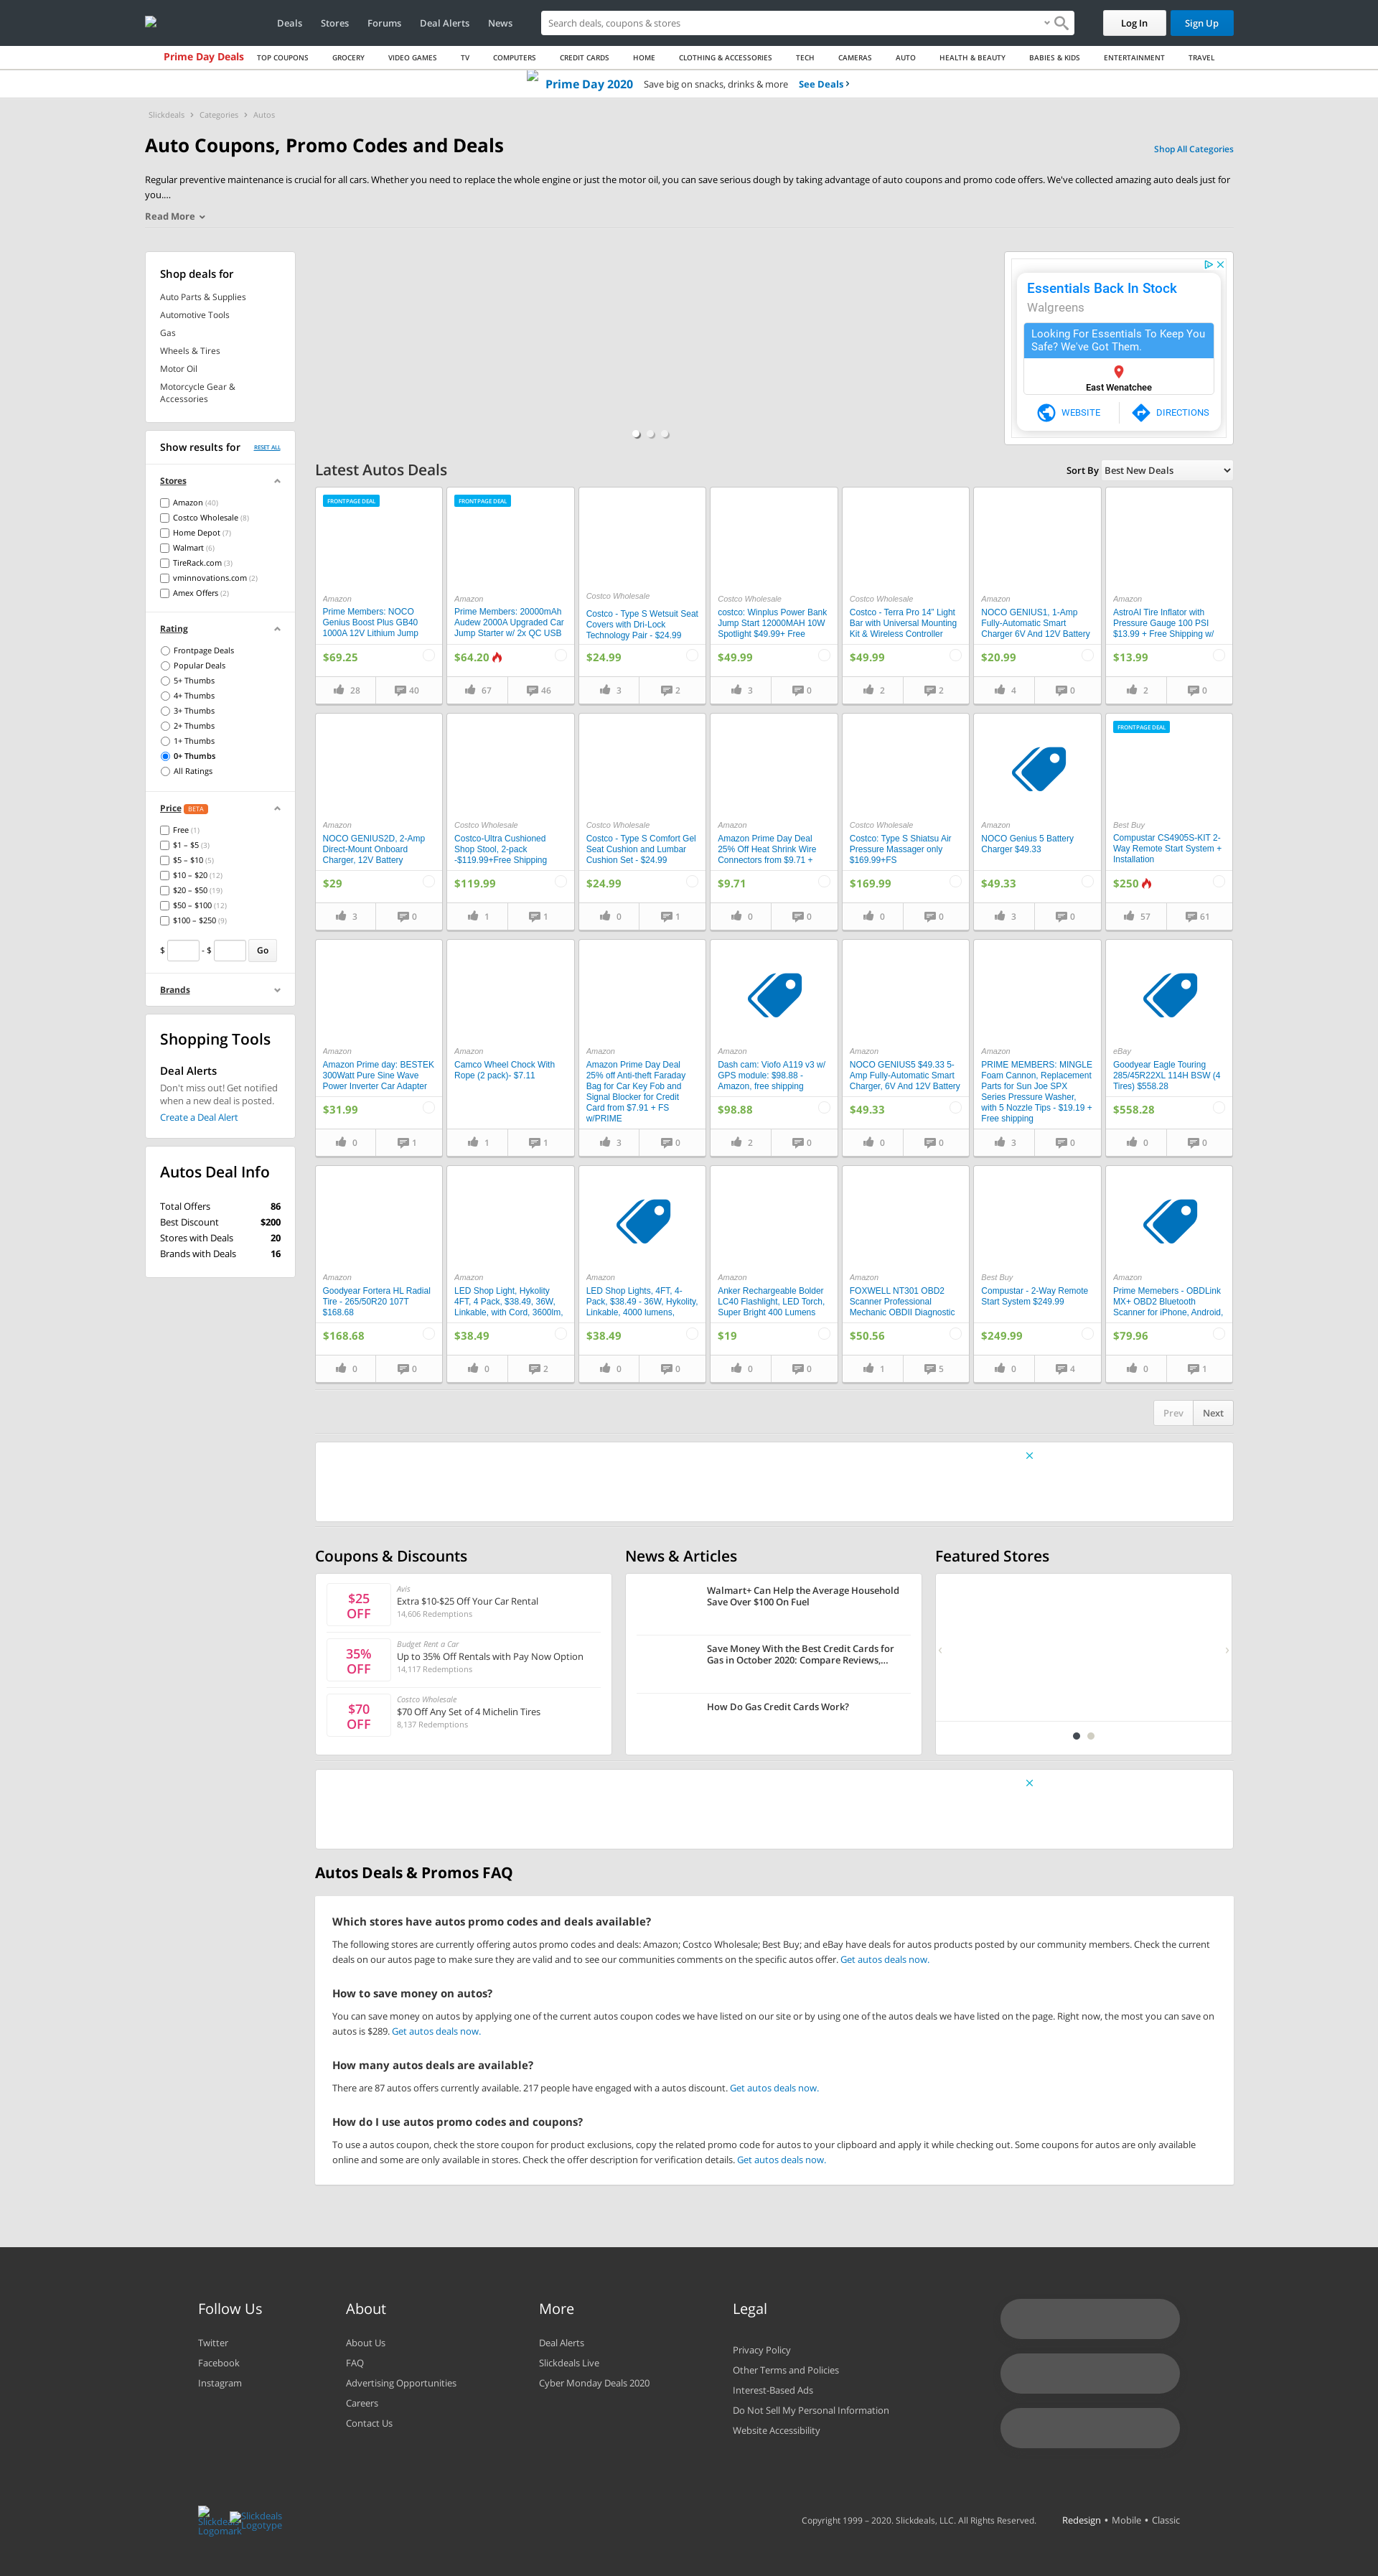 Deals
Stores
Forums
Deal Alerts
News
Search deals, coupons & stores
Log In
Sign Up
Prime Day Deals
TOP COUPONS
GROCERY
VIDEO GAMES
TV
COMPUTERS
CREDIT CARDS
HOME
CLOTHING & ACCESSORIES
TECH
CAMERAS
AUTO
HEALTH & BEAUTY
BABIES & KIDS
ENTERTAINMENT
TRAVEL
Prime Day 2020 Save big on snacks, drinks & more See Deals
Slickdeals > Categories > Autos
Auto Coupons, Promo Codes and Deals
Shop All Categories
Regular preventive maintenance is crucial for all cars. Whether you need to replace the whole engine or just the motor oil, you can save serious dough by taking advantage of auto coupons and promo code offers. We've collected amazing auto deals just for
you....
Read More
Shop deals for
Auto Parts & Supplies
Automotive Tools
Gas
Wheels & Tires
Motor Oil
Motorcycle Gear &
Accessories
Show results for
RESET ALL
Stores
Amazon (40)
Costco Wholesale (8)
Home Depot (7)
Walmart (6)
TireRack.com (3)
vminnovations.com (2)
Amex Offers (2)
Rating
Frontpage Deals
Popular Deals
5+ Thumbs
4+ Thumbs
3+ Thumbs
2+ Thumbs
1+ Thumbs
0+ Thumbs
All Ratings
Price BETA
Free (1)
$1 – $5 (3)
$5 – $10 (5)
$10 – $20 (12)
$20 – $50 (19)
$50 – $100 (12)
$100 – $250 (9)
$ - $ Go
Brands
Shopping Tools
Deal Alerts
Don't miss out! Get notified
when a new deal is posted.
Create a Deal Alert
Autos Deal Info
Total Offers 86
Best Discount $200
Stores with Deals 20
Brands with Deals 16
Essentials Back In Stock
Walgreens
Looking For Essentials To Keep You
Safe? We've Got Them.
East Wenatchee
WEBSITE
DIRECTIONS
Latest Autos Deals
Sort By Best New Deals
FRONTPAGE DEAL
Amazon
Prime Members: NOCO
Genius Boost Plus GB40
1000A 12V Lithium Jump
$69.25
28 40
FRONTPAGE DEAL
Amazon
Prime Members: 20000mAh
Audew 2000A Upgraded Car
Jump Starter w/ 2x QC USB
$64.20
67 46
Costco Wholesale
Costco - Type S Wetsuit Seat
Covers with Dri-Lock
Technology Pair - $24.99
$24.99
3 2
Costco Wholesale
costco: Winplus Power Bank
Jump Start 12000MAH 10W
Spotlight $49.99+ Free
$49.99
3 0
Costco Wholesale
Costco - Terra Pro 14" Light
Bar with Universal Mounting
Kit & Wireless Controller
$49.99
2 2
Amazon
NOCO GENIUS1, 1-Amp
Fully-Automatic Smart
Charger 6V And 12V Battery
$20.99
4 0
Amazon
AstroAI Tire Inflator with
Pressure Gauge 100 PSI
$13.99 + Free Shipping w/
$13.99
2 0
Amazon
NOCO GENIUS2D, 2-Amp
Direct-Mount Onboard
Charger, 12V Battery
$29
3 0
Costco Wholesale
Costco-Ultra Cushioned
Shop Stool, 2-pack
-$119.99+Free Shipping
$119.99
1 1
Costco Wholesale
Costco - Type S Comfort Gel
Seat Cushion and Lumbar
Cushion Set - $24.99
$24.99
0 1
Amazon
Amazon Prime Day Deal
25% Off Heat Shrink Wire
Connectors from $9.71 +
$9.71
0 0
Costco Wholesale
Costco: Type S Shiatsu Air
Pressure Massager only
$169.99+FS
$169.99
0 0
Amazon
NOCO Genius 5 Battery
Charger $49.33
$49.33
3 0
FRONTPAGE DEAL
Best Buy
Compustar CS4905S-KIT 2-
Way Remote Start System +
Installation
$250
57 61
Amazon
Amazon Prime day: BESTEK
300Watt Pure Sine Wave
Power Inverter Car Adapter
$31.99
0 1
Amazon
Camco Wheel Chock With
Rope (2 pack)- $7.11
1 1
Amazon
Amazon Prime Day Deal
25% off Anti-theft Faraday
Bag for Car Key Fob and
Signal Blocker for Credit
Card from $7.91 + FS
w/PRIME
3 0
Amazon
Dash cam: Viofo A119 v3 w/
GPS module: $98.88 -
Amazon, free shipping
$98.88
2 0
Amazon
NOCO GENIUS5 $49.33 5-
Amp Fully-Automatic Smart
Charger, 6V And 12V Battery
$49.33
0 0
Amazon
PRIME MEMBERS: MINGLE
Foam Cannon, Replacement
Parts for Sun Joe SPX
Series Pressure Washer,
with 5 Nozzle Tips - $19.19 +
Free shipping
3 0
eBay
Goodyear Eagle Touring
285/45R22XL 114H BSW (4
Tires) $558.28
$558.28
0 0
Amazon
Goodyear Fortera HL Radial
Tire - 265/50R20 107T
$168.68
$168.68
0 0
Amazon
LED Shop Light, Hykolity
4FT, 4 Pack, $38.49, 36W,
Linkable, with Cord, 3600lm,
$38.49
0 2
Amazon
LED Shop Lights, 4FT, 4-
Pack, $38.49 - 36W, Hykolity,
Linkable, 4000 lumens,
$38.49
0 0
Amazon
Anker Rechargeable Bolder
LC40 Flashlight, LED Torch,
Super Bright 400 Lumens
$19
0 0
Amazon
FOXWELL NT301 OBD2
Scanner Professional
Mechanic OBDII Diagnostic
$50.56
1 5
Best Buy
Compustar - 2-Way Remote
Start System $249.99
$249.99
0 4
Amazon
Prime Memebers - OBDLink
MX+ OBD2 Bluetooth
Scanner for iPhone, Android,
$79.96
0 1
Prev Next
Coupons & Discounts
$25
OFF
Avis
Extra $10-$25 Off Your Car Rental
14,606 Redemptions
35%
OFF
Budget Rent a Car
Up to 35% Off Rentals with Pay Now Option
14,117 Redemptions
$70
OFF
Costco Wholesale
$70 Off Any Set of 4 Michelin Tires
8,137 Redemptions
News & Articles
Walmart+ Can Help the Average Household
Save Over $100 On Fuel
Save Money With the Best Credit Cards for
Gas in October 2020: Compare Reviews,...
How Do Gas Credit Cards Work?
Featured Stores
Autos Deals & Promos FAQ
Which stores have autos promo codes and deals available?
The following stores are currently offering autos promo codes and deals: Amazon; Costco Wholesale; Best Buy; and eBay have deals for autos products posted by our community members. Check the current
deals on our autos page to make sure they are valid and to see our communities comments on the specific autos offer. Get autos deals now.
How to save money on autos?
You can save money on autos by applying one of the current autos coupon codes we have listed on our site or by using one of the autos deals we have listed on the page. Right now, the most you can save on
autos is $289. Get autos deals now.
How many autos deals are available?
There are 87 autos offers currently available. 217 people have engaged with a autos discount. Get autos deals now.
How do I use autos promo codes and coupons?
To use a autos coupon, check the store coupon for product exclusions, copy the related promo code for autos to your clipboard and apply it while checking out. Some coupons for autos are only available
online and some are only available in stores. Check the offer description for verification details. Get autos deals now.
Follow Us
Twitter
Facebook
Instagram
About
About Us
FAQ
Advertising Opportunities
Careers
Contact Us
More
Deal Alerts
Slickdeals Live
Cyber Monday Deals 2020
Legal
Privacy Policy
Other Terms and Policies
Interest-Based Ads
Do Not Sell My Personal Information
Website Accessibility
Slickdeals
Logomark
Slickdeals
Logotype
Copyright 1999 – 2020. Slickdeals, LLC. All Rights Reserved.
Redesign • Mobile • Classic